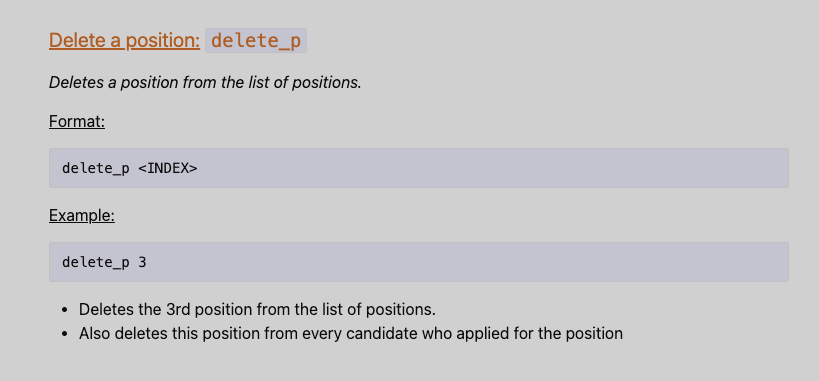 Delete a position: delete_p
Deletes a position from the list of positions.
Format:
delete_p <INDEX>
Example:
delete_p 3
• Deletes the 3rd position from the list of positions.
• Also deletes this position from every candidate who applied for the position